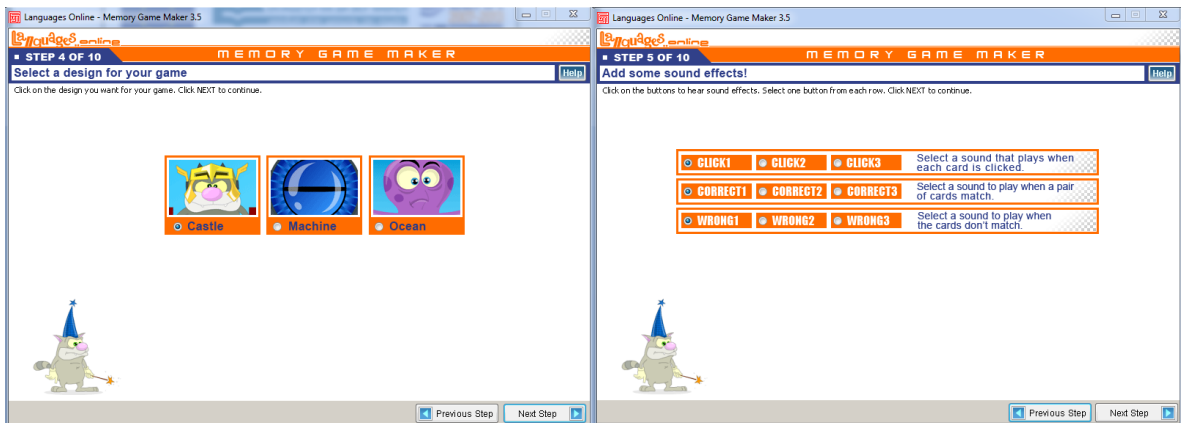 Languages Online - Memory Game Maker 3.5
Languages online
STEP 4 OF 10
MEMORY GAME MAKER
Select a design for your game
Help
Click on the design you want for your game. Click NEXT to continue.
Castle
Machine
Ocean
Previous Step
Next Step
Languages Online - Memory Game Maker 3.5
Languages online
STEP 5 OF 10
MEMORY GAME MAKER
Add some sound effects!
Help
Click on the buttons to hear sound effects. Select one button from each row. Click NEXT to continue.
CLICK1 CLICK2 CLICK3
Select a sound that plays when
each card is clicked.
CORRECT1 CORRECT2 CORRECT3
Select a sound to play when a pair
of cards match.
WRONG1 WRONG2 WRONG3
Select a sound to play when
the cards don't match.
Previous Step
Next Step